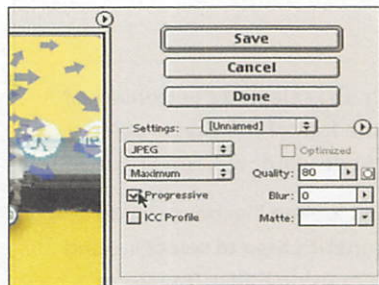 Save
Cancel
Done
Settings: [Unnamed]
JPEG Optimized
Maximum Quality: 80
Progressive Blur: 0
ICC Profile Matte: